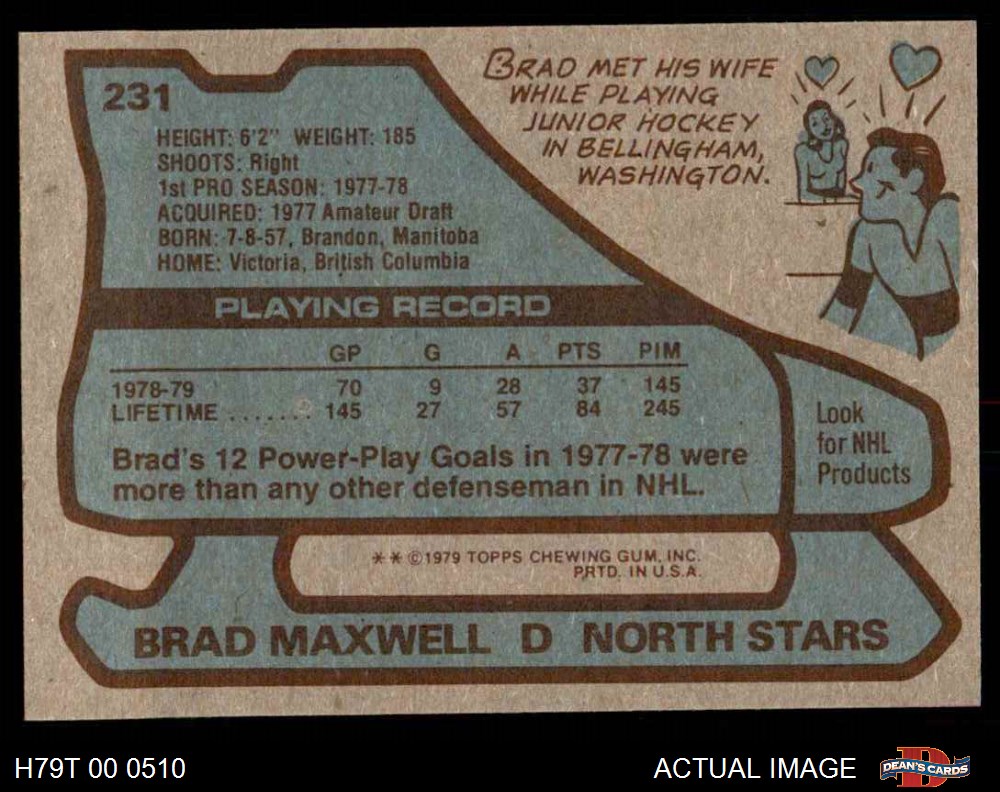 231
HEIGHT: 6'2" WEIGHT: 185
SHOOTS: Right
1st PRO SEASON: 1977-78
ACQUIRED: 1977 Amateur Draft
BORN: 7-8-57, Brandon, Manitoba
HOME: Victoria, British Columbia
BRAD MET HIS WIFE
WHILE PLAYING
JUNIOR HOCKEY
IN BELLINGHAM,
WASHINGTON.
PLAYING RECORD
GP G A PTS PIM
1978-79 70 9 28 37 145
LIFETIME ....... 145 27 57 84 245
Brad's 12 Power-Play Goals in 1977-78 were
more than any other defenseman in NHL.
Look
for NHL
Products
** ©1979 TOPPS CHEWING GUM, INC.
PRTD. IN U.S.A.
BRAD MAXWELL D NORTH STARS
H79T 00 0510
ACTUAL IMAGE
D
DEAN'S CARDS